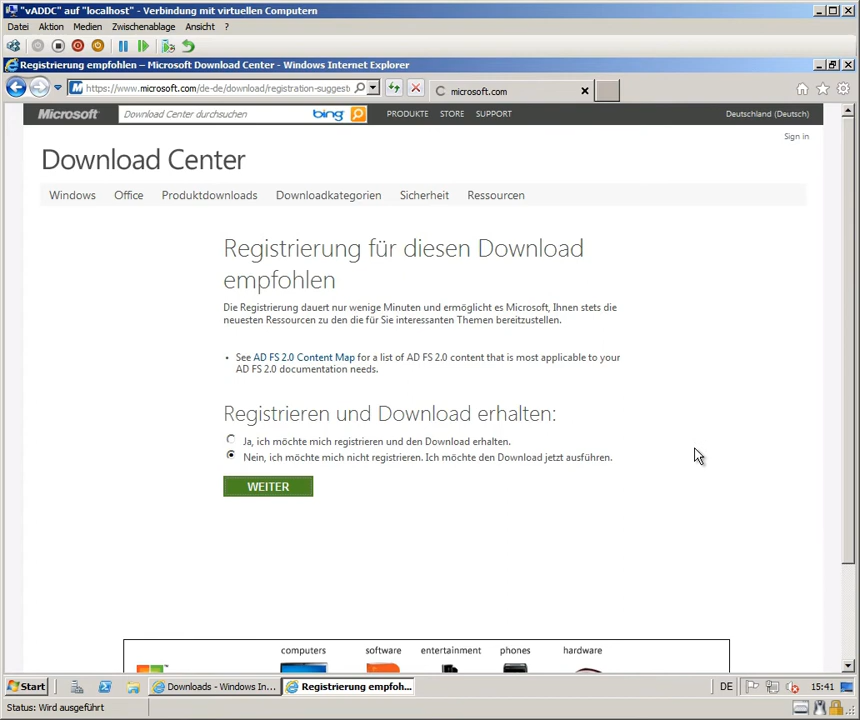 "vADDC" auf "localhost" - Verbindung mit virtuellen Computern
Datei Aktion Medien Zwischenablage Ansicht ?
Registrierung empfohlen – Microsoft Download Center - Windows Internet Explorer
https://www.microsoft.com/de-de/download/registration-suggest microsoft.com
Microsoft Download Center durchsuchen bing PRODUKTE STORE SUPPORT Deutschland (Deutsch)
Sign in
Download Center
Windows Office Produktdownloads Downloadkategorien Sicherheit Ressourcen
Registrierung für diesen Download
empfohlen
Die Registrierung dauert nur wenige Minuten und ermöglicht es Microsoft, Ihnen stets die
neuesten Ressourcen zu den die für Sie interessanten Themen bereitzustellen.
• See AD FS 2.0 Content Map for a list of AD FS 2.0 content that is most applicable to your
AD FS 2.0 documentation needs.
Registrieren und Download erhalten:
Ja, ich möchte mich registrieren und den Download erhalten.
Nein, ich möchte mich nicht registrieren. Ich möchte den Download jetzt ausführen.
WEITER
computers software entertainment phones hardware
Start Downloads - Windows In... Registrierung empfoh... DE 15:41
Status: Wird ausgeführt